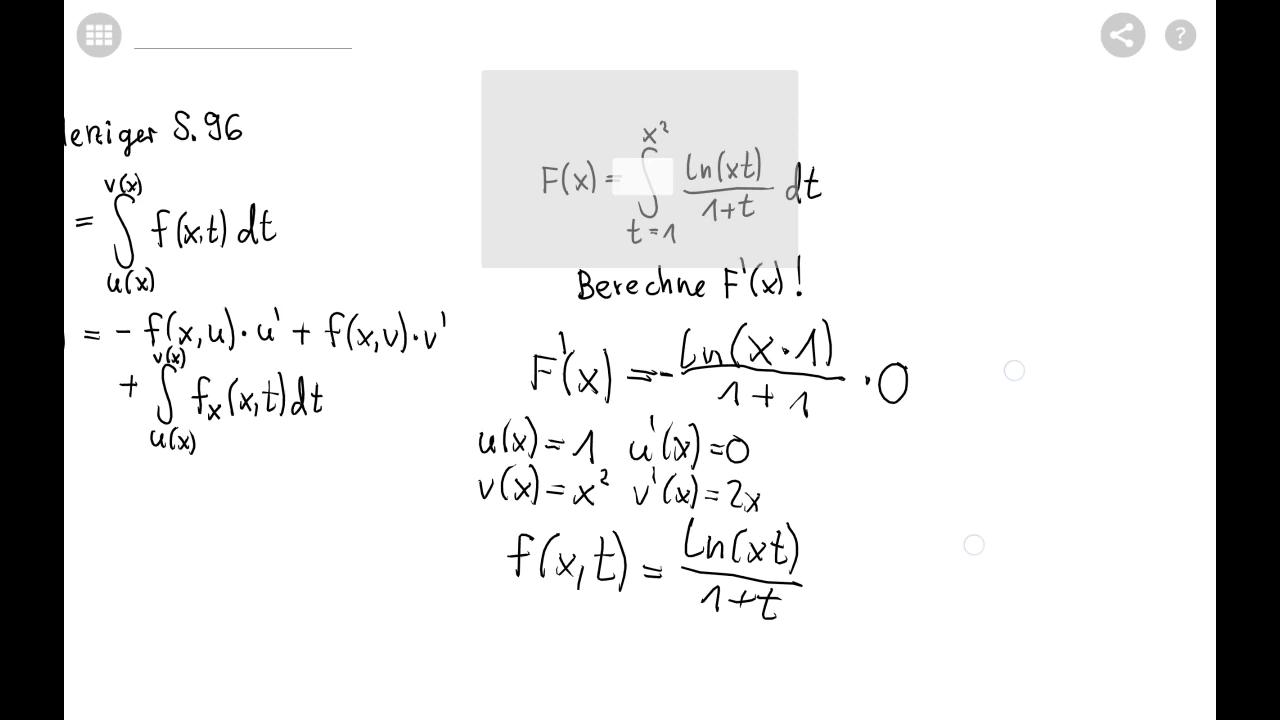 S. 96
= ∫_{u(x)}^{v(x)} f(x,t) dt
= - f(x,u)·u' + f(x,v)·v'
+ ∫_{u(x)}^{v(x)} f_x(x,t) dt
F(x) = ∫_{t=1}^{x²} ln(xt)/(1+t) dt
Berechne F'(x)!
F'(x) = - ln(x·1)/(1+1) · 0
u(x) = 1 u'(x) = 0
v(x) = x² v'(x) = 2x
f(x,t) = ln(xt)/(1+t)
?